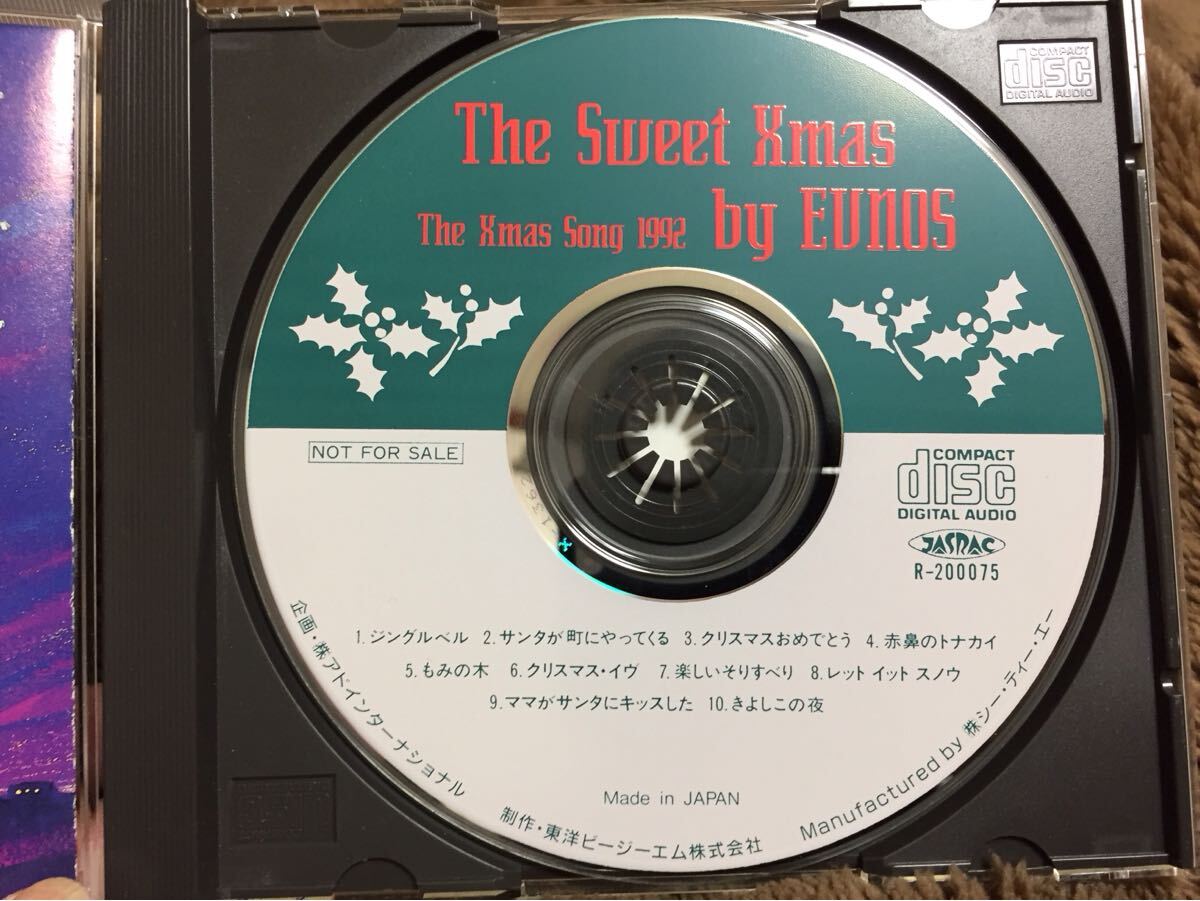 COMPACT
disc
DIGITAL AUDIO
The Sweet Xmas
The Xmas Song 1992 by EUNOS
NOT FOR SALE
COMPACT
disc
DIGITAL AUDIO
JASRAC
R-200075
1.ジングルベル 2.サンタが町にやってくる 3.クリスマスおめでとう 4.赤鼻のトナカイ
5.もみの木 6.クリスマス・イヴ 7.楽しいそりすべり 8.レット イット スノウ
9.ママがサンタにキッスした 10.きよしこの夜
Made in JAPAN
企画・㈱アドインターナショナル
制作・東洋ビージーエム株式会社
Manufactured by ㈱シー・ティー・エー